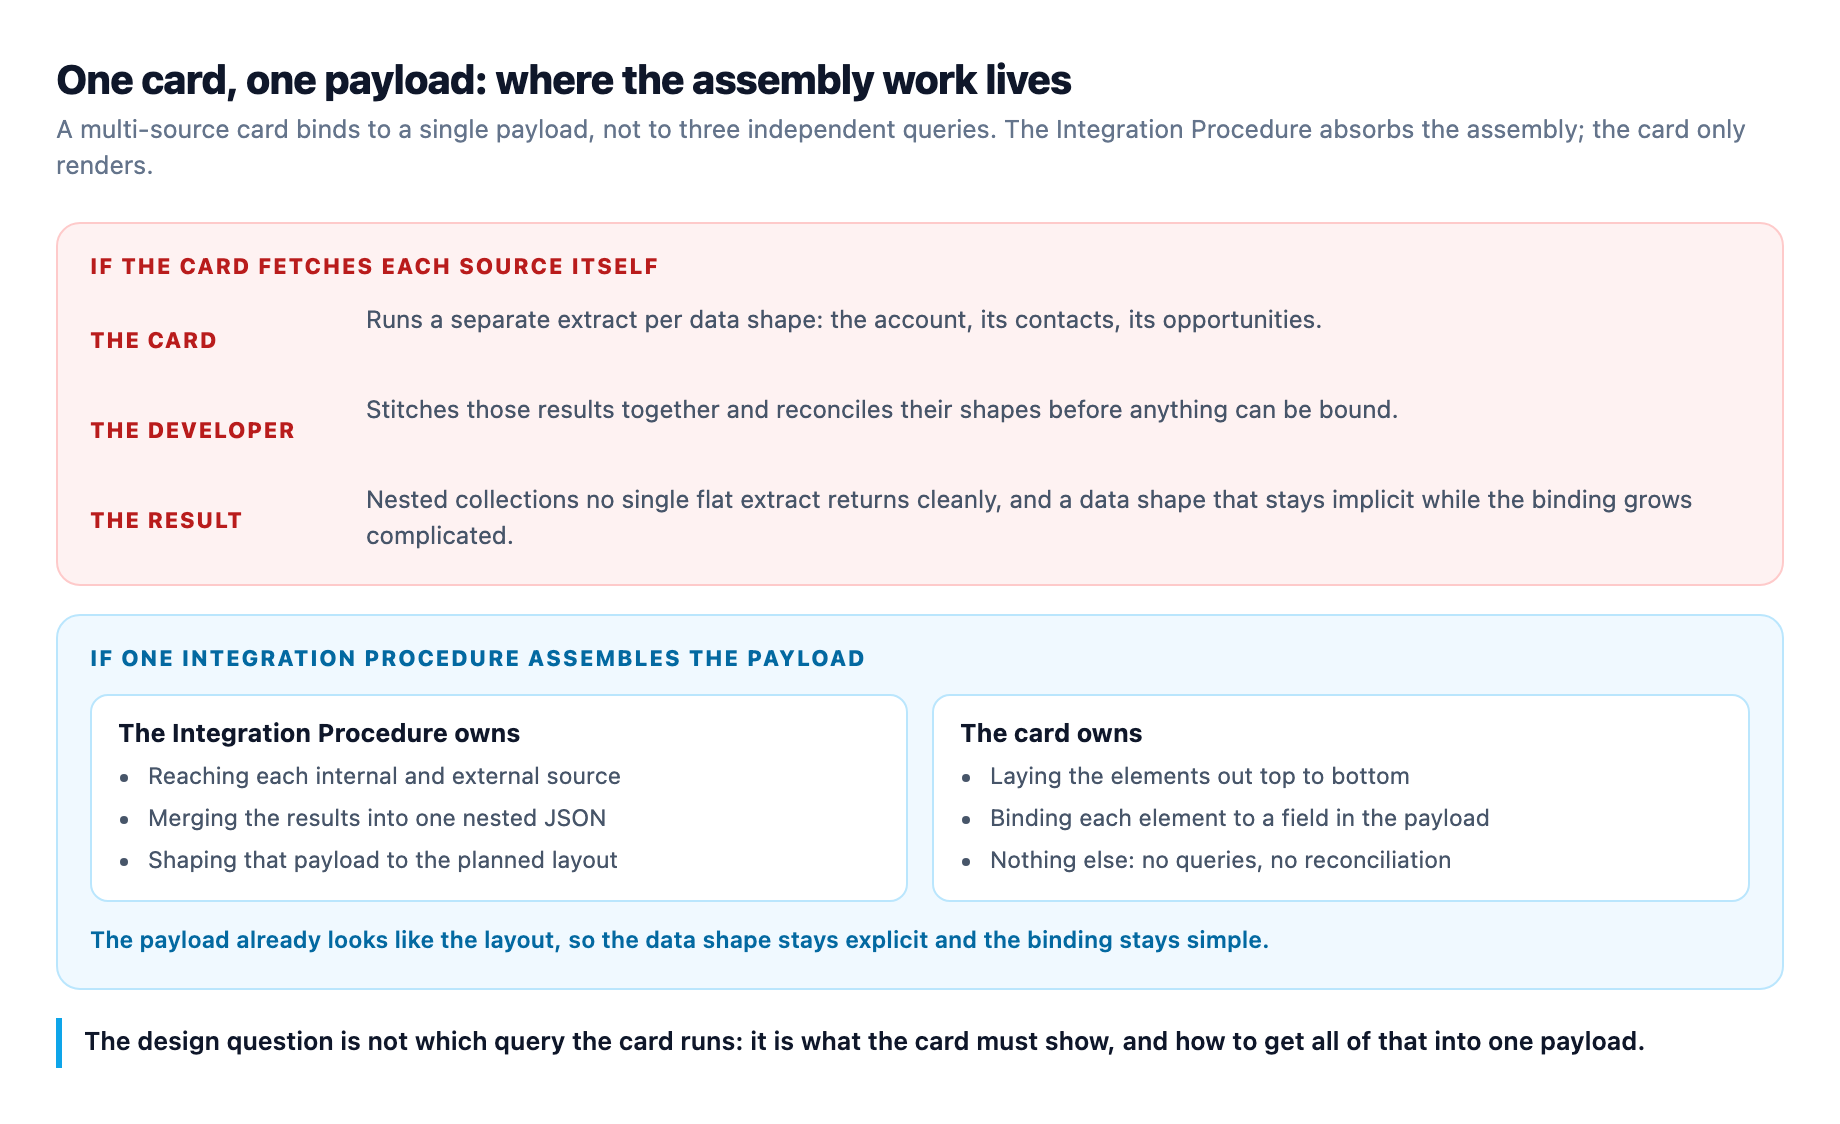 One card, one payload: where the assembly work lives
A multi-source card binds to a single payload, not to three independent queries. The Integration Procedure absorbs the assembly; the card only
renders.
IF THE CARD FETCHES EACH SOURCE ITSELF
THE CARD
Runs a separate extract per data shape: the account, its contacts, its opportunities.
THE DEVELOPER
Stitches those results together and reconciles their shapes before anything can be bound.
THE RESULT
Nested collections no single flat extract returns cleanly, and a data shape that stays implicit while the binding grows
complicated.
IF ONE INTEGRATION PROCEDURE ASSEMBLES THE PAYLOAD
The Integration Procedure owns
• Reaching each internal and external source
• Merging the results into one nested JSON
• Shaping that payload to the planned layout
The card owns
• Laying the elements out top to bottom
• Binding each element to a field in the payload
• Nothing else: no queries, no reconciliation
The payload already looks like the layout, so the data shape stays explicit and the binding stays simple.
The design question is not which query the card runs: it is what the card must show, and how to get all of that into one payload.